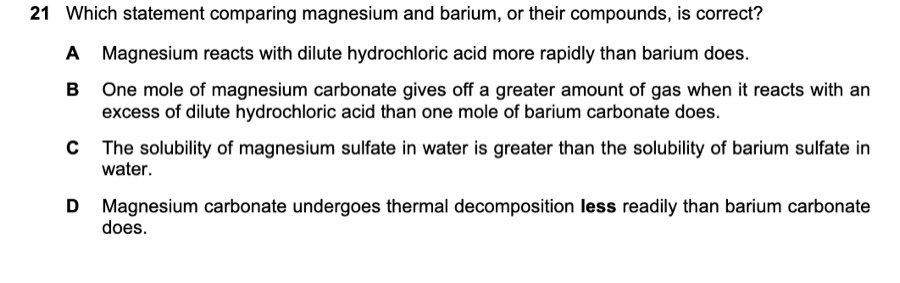 21 Which statement comparing magnesium and barium, or their compounds, is correct?
A Magnesium reacts with dilute hydrochloric acid more rapidly than barium does.
B One mole of magnesium carbonate gives off a greater amount of gas when it reacts with an
excess of dilute hydrochloric acid than one mole of barium carbonate does.
C The solubility of magnesium sulfate in water is greater than the solubility of barium sulfate in
water.
D Magnesium carbonate undergoes thermal decomposition less readily than barium carbonate
does.